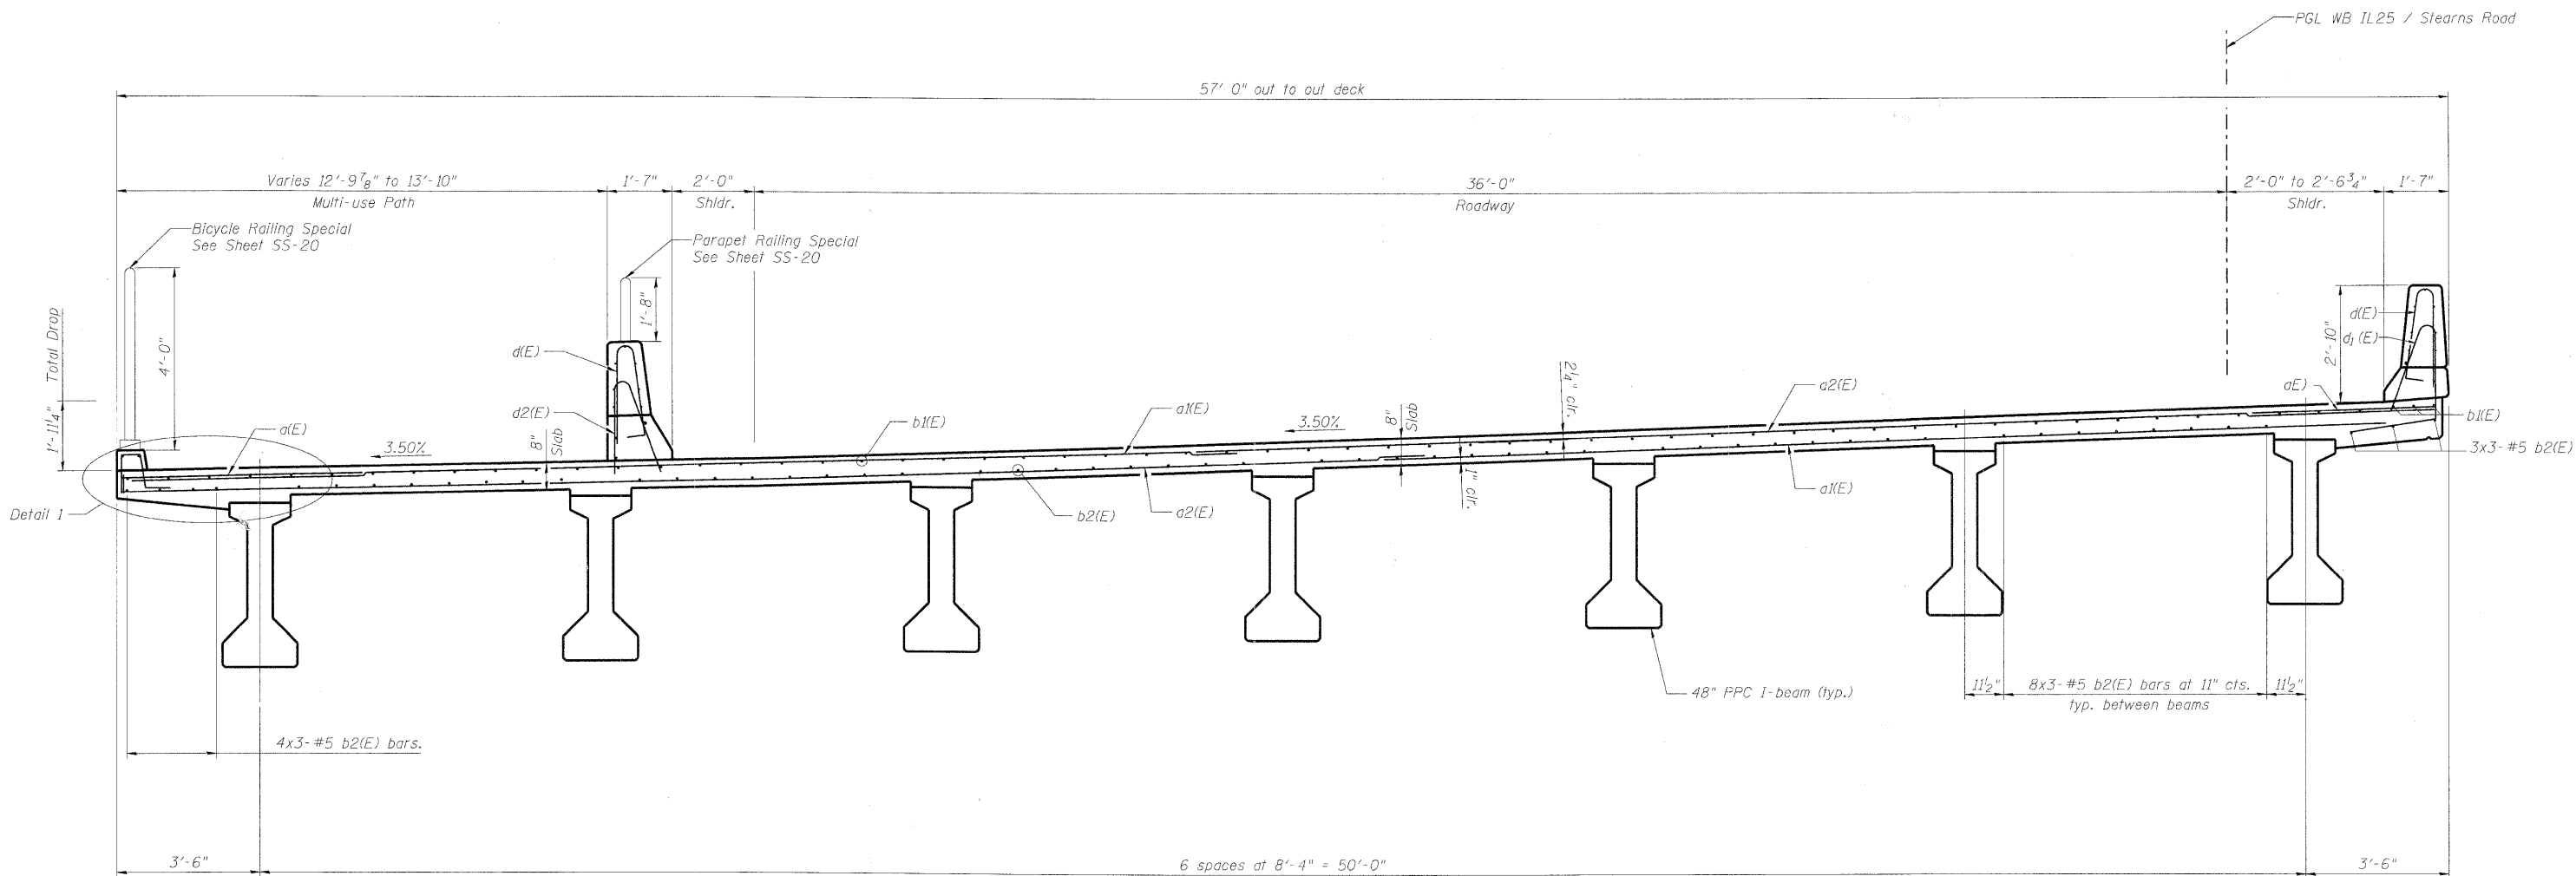 PGL WB IL25 / Stearns Road
57'-0" out to out deck
Varies 12'-9⅞" to 13'-10"
Multi-use Path
1'-7"
2'-0"
Shldr.
36'-0"
Roadway
2'-0" to 2'-6¾"
Shldr.
1'-7"
Bicycle Railing Special
See Sheet SS-20
Parapet Railing Special
See Sheet SS-20
1'-11¼" Total Drop
4'-0"
1'-8"
2'-10"
d(E)
d1(E)
d(E)
d2(E)
a(E)
3.50%
8"
Slab
b1(E)
a1(E)
3.50%
8"
Slab
2¼" clr.
1" clr.
a2(E)
aE)
b1(E)
3x3-#5 b2(E)
a1(E)
b2(E)
a2(E)
Detail 1
48" PPC I-beam (typ.)
11½"
8x3-#5 b2(E) bars at 11" cts.
typ. between beams
11½"
4x3-#5 b2(E) bars.
3'-6"
6 spaces at 8'-4" = 50'-0"
3'-6"